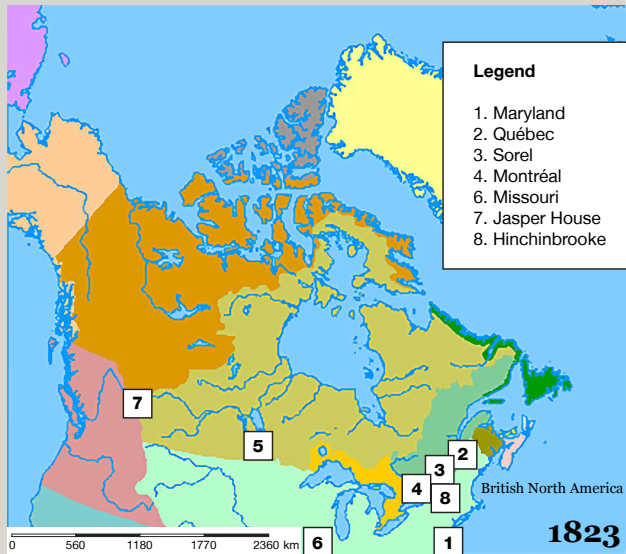 Legend
1. Maryland
2. Québec
3. Sorel
4. Montréal
6. Missouri
7. Jasper House
8. Hinchinbrooke
7
5
2
3
4
8
British North America
6
1
1823
0 560 1180 1770 2360 km